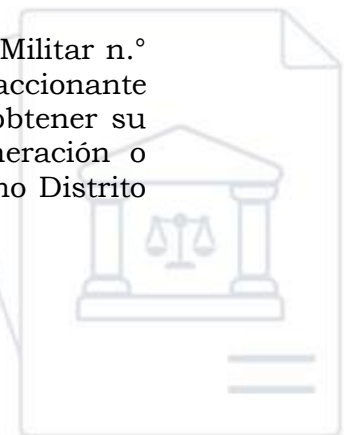 Militar n.°
accionante
obtener su
neración o
no Distrito